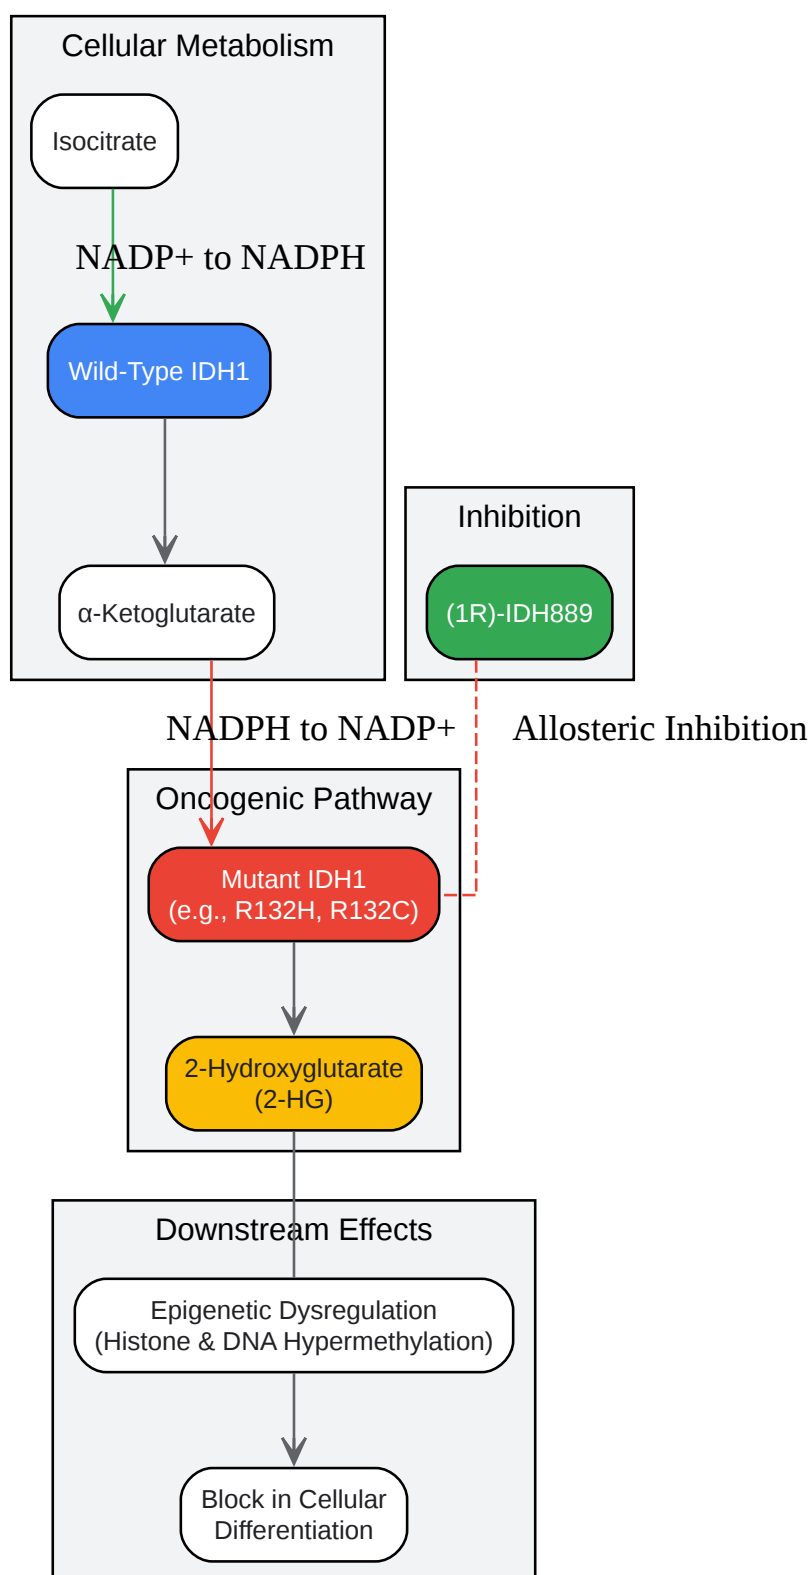 Cellular Metabolism
Isocitrate
NADP+ to NADPH
Wild-Type IDH1
α-Ketoglutarate
Inhibition
(1R)-IDH889
NADPH to NADP+
Allosteric Inhibition
Oncogenic Pathway
Mutant IDH1
(e.g., R132H, R132C)
2-Hydroxyglutarate
(2-HG)
Downstream Effects
Epigenetic Dysregulation
(Histone & DNA Hypermethylation)
Block in Cellular
Differentiation